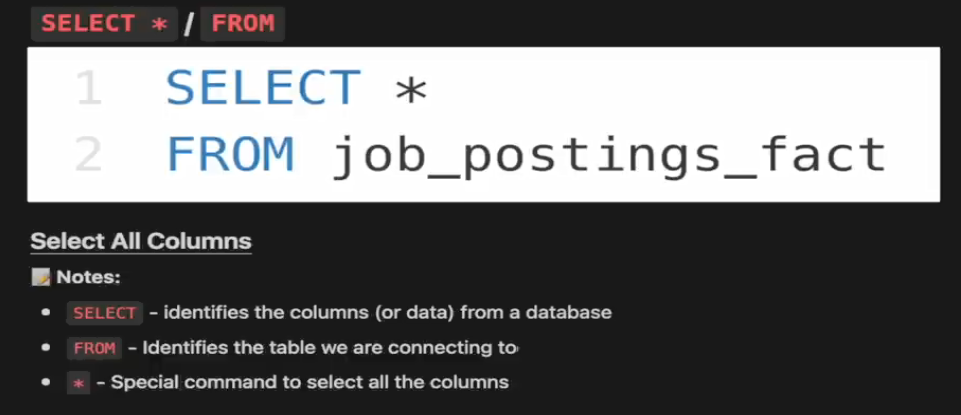 SELECT * / FROM
1 SELECT *
2 FROM job_postings_fact
Select All Columns
Notes:
• SELECT – identifies the columns (or data) from a database
• FROM – Identifies the table we are connecting to
• * – Special command to select all the columns